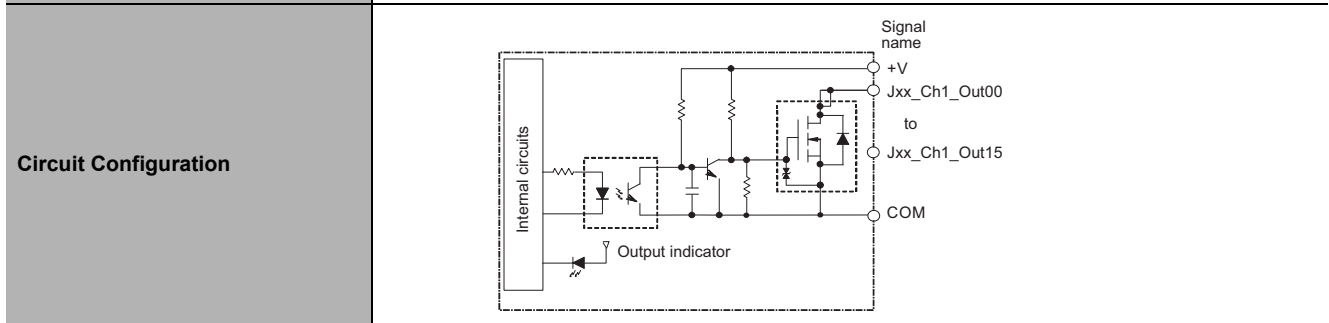 Circuit Configuration
Internal circuits
Output indicator
Signal
name
+V
Jxx_Ch1_Out00
to
Jxx_Ch1_Out15
COM